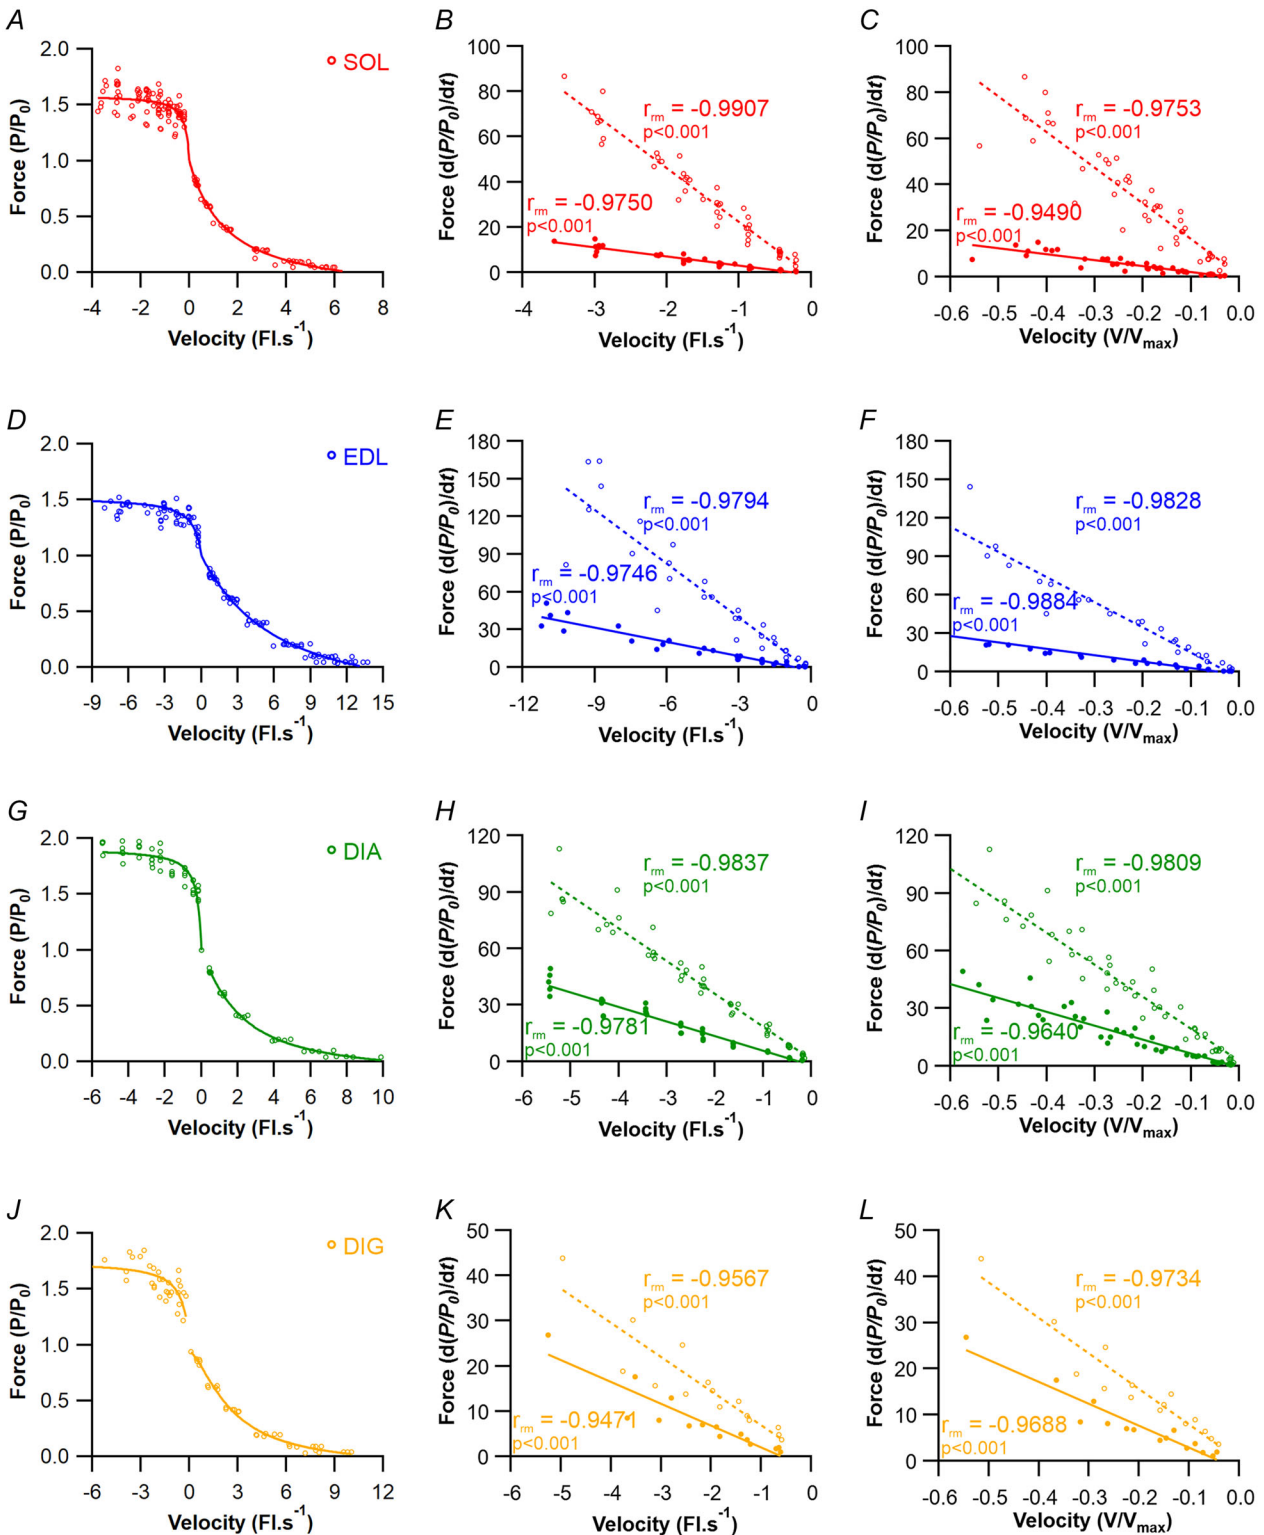 A
2.0
1.5
1.0
0.5
0.0
Force (P/P0)
SOL
-4 -2 0 2 4 6 8
Velocity (Fl.s-1)
B
100
80
60
40
20
0
Force (d(P/P0)/dt)
rrm = -0.9907
p<0.001
rrm = -0.9750
p<0.001
-4 -3 -2 -1 0
Velocity (Fl.s-1)
C
100
80
60
40
20
0
Force (d(P/P0)/dt)
rrm = -0.9753
p<0.001
rrm = -0.9490
p<0.001
-0.6 -0.5 -0.4 -0.3 -0.2 -0.1 0.0
Velocity (V/Vmax)
D
2.0
1.5
1.0
0.5
0.0
Force (P/P0)
EDL
-9 -6 -3 0 3 6 9 12 15
Velocity (Fl.s-1)
E
180
150
120
90
60
30
0
Force (d(P/P0)/dt)
rrm = -0.9794
p<0.001
rrm = -0.9746
p<0.001
-12 -9 -6 -3 0
Velocity (Fl.s-1)
F
180
150
120
90
60
30
0
Force (d(P/P0)/dt)
rrm = -0.9828
p<0.001
rrm = -0.9884
p<0.001
-0.6 -0.5 -0.4 -0.3 -0.2 -0.1 0.0
Velocity (V/Vmax)
G
2.0
1.5
1.0
0.5
0.0
Force (P/P0)
DIA
-6 -4 -2 0 2 4 6 8 10
Velocity (Fl.s-1)
H
120
90
60
30
0
Force (d(P/P0)/dt)
rrm = -0.9837
p<0.001
rrm = -0.9781
p<0.001
-6 -5 -4 -3 -2 -1 0
Velocity (Fl.s-1)
I
120
90
60
30
0
Force (d(P/P0)/dt)
rrm = -0.9809
p<0.001
rrm = -0.9640
p<0.001
-0.6 -0.5 -0.4 -0.3 -0.2 -0.1 0.0
Velocity (V/Vmax)
J
2.0
1.5
1.0
0.5
0.0
Force (P/P0)
DIG
-6 -3 0 3 6 9 12
Velocity (Fl.s-1)
K
50
40
30
20
10
0
Force (d(P/P0)/dt)
rrm = -0.9567
p<0.001
rrm = -0.9471
p<0.001
-6 -5 -4 -3 -2 -1 0
Velocity (Fl.s-1)
L
50
40
30
20
10
0
Force (d(P/P0)/dt)
rrm = -0.9734
p<0.001
rrm = -0.9688
p<0.001
-0.6 -0.5 -0.4 -0.3 -0.2 -0.1 0.0
Velocity (V/Vmax)